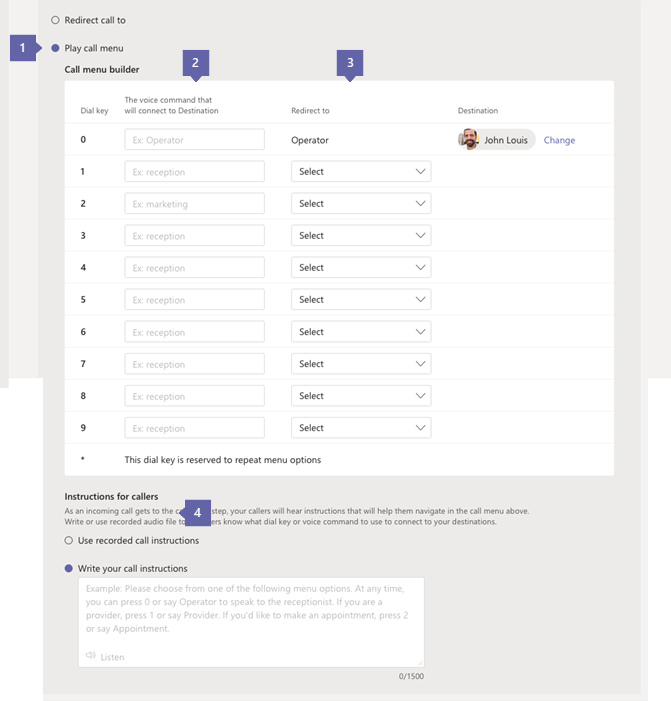 Redirect call to
1
Play call menu
Call menu builder
2
3
Dial key
The voice command that
will connect to Destination
Redirect to
Destination
0 Ex: Operator Operator John Louis Change
1 Ex: reception Select
2 Ex: marketing Select
3 Ex: reception Select
4 Ex: reception Select
5 Ex: reception Select
6 Ex: reception Select
7 Ex: reception Select
8 Ex: reception Select
9 Ex: reception Select
* This dial key is reserved to repeat menu options
Instructions for callers
As an incoming call gets to the step, your callers will hear instructions that will help them navigate in the call menu above.
4
Write or use recorded audio file know what dial key or voice command to use to connect to your destinations.
Use recorded call instructions
Write your call instructions
Example: Please choose from one of the following menu options. At any time,
you can press 0 or say Operator to speak to the receptionist. If you are a
provider, press 1 or say Provider. If you'd like to make an appointment, press 2
or say Appointment.
Listen
0/1500